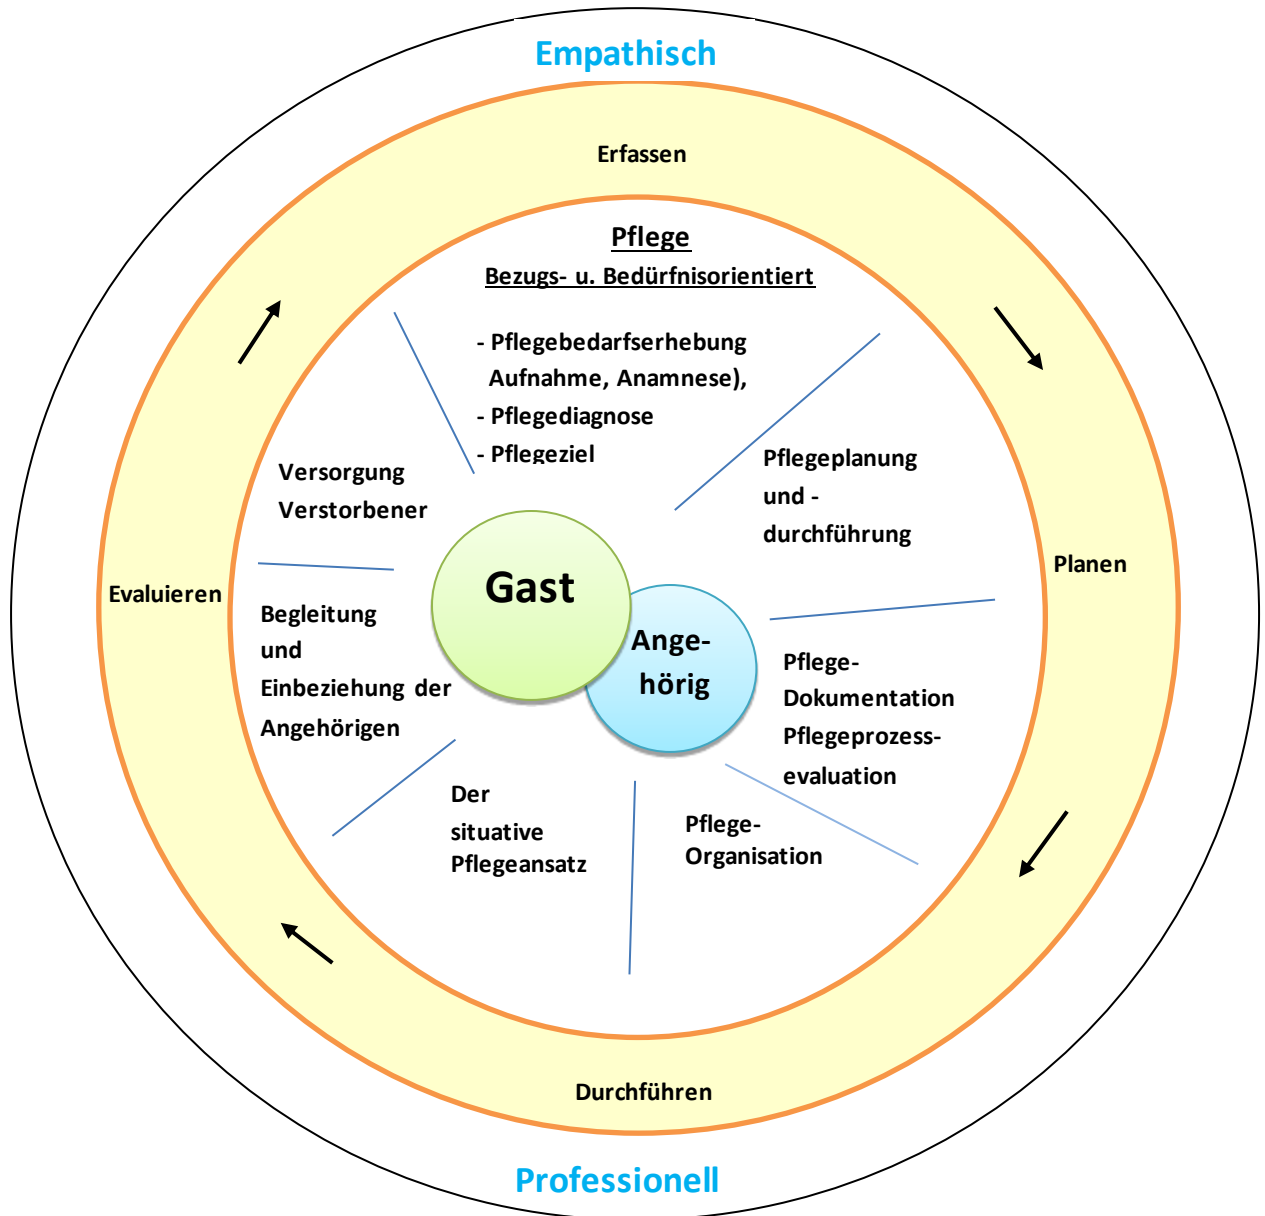 Empathisch
Erfassen
Pflege
Bezugs- u. Bedürfnisorientiert
- Pflegebedarfserhebung
Aufnahme, Anamnese),
- Pflegediagnose
- Pflegeziel
Pflegeplanung
und -
durchführung
Planen
Pflege-
Dokumentation
Pflegeprozess-
evaluation
Pflege-
Organisation
Der
situative
Pflegeansatz
Begleitung
und
Einbeziehung der
Angehörigen
Versorgung
Verstorbener
Evaluieren
Gast
Ange-
hörig
Durchführen
Professionell